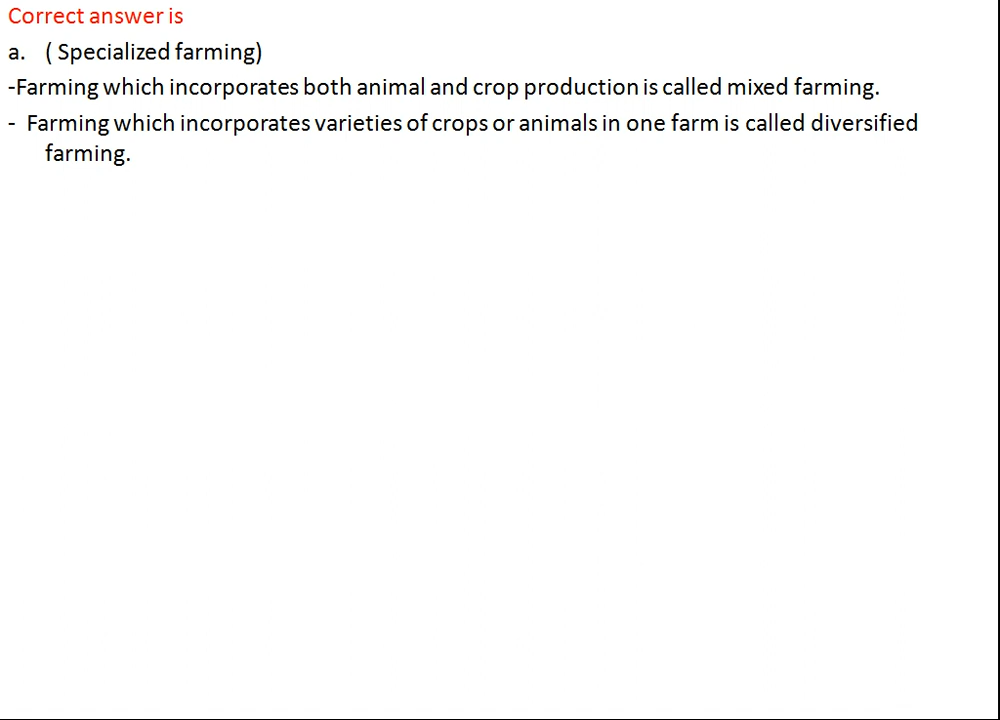 Correct answer is
a. ( Specialized farming)
-Farming which incorporates both animal and crop production is called mixed farming.
- Farming which incorporates varieties of crops or animals in one farm is called diversified
farming.